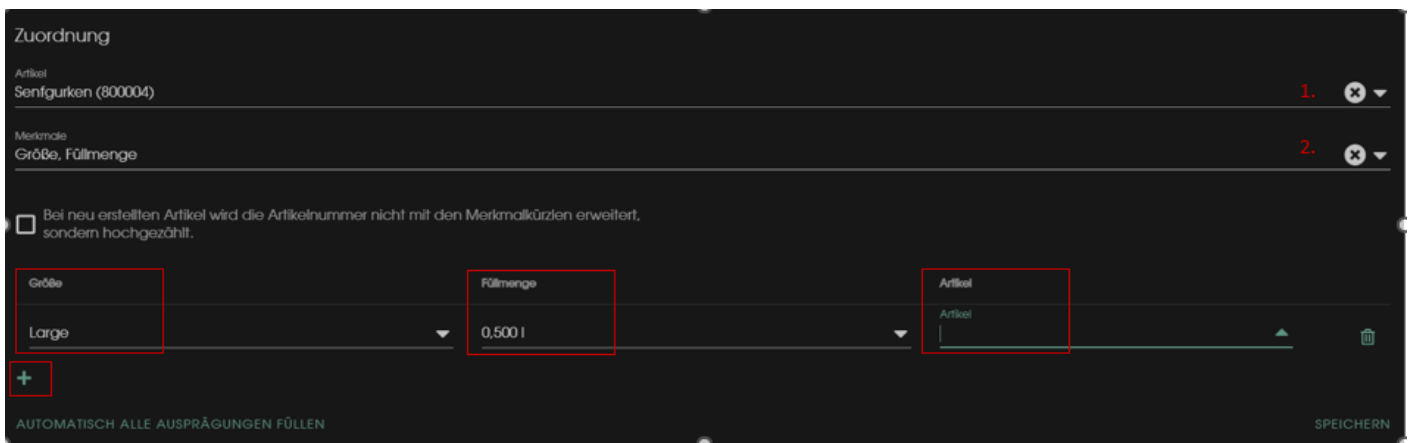 Zuordnung
Artikel
Senfgurken (800004)
1.
Merkmale
Größe, Füllmenge
2.
Bei neu erstellten Artikel wird die Artikelnummer nicht mit den Merkmalkürzlen erweitert,
sondern hochgezählt.
Größe Füllmenge Artikel
Artikel
Large 0,500 l
+
AUTOMATISCH ALLE AUSPRÄGUNGEN FÜLLEN SPEICHERN